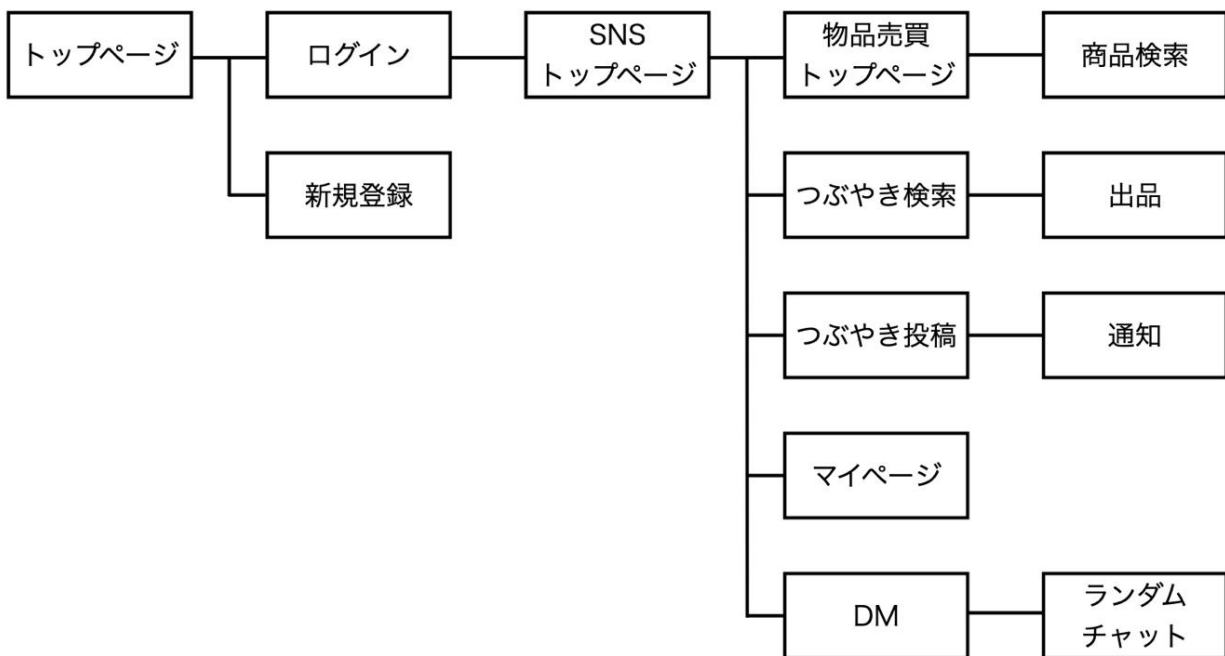 トップページ
ログイン
SNS
トップページ
物品売買
トップページ
商品検索
新規登録
つぶやき検索
出品
つぶやき投稿
通知
マイページ
DM
ランダム
チャット